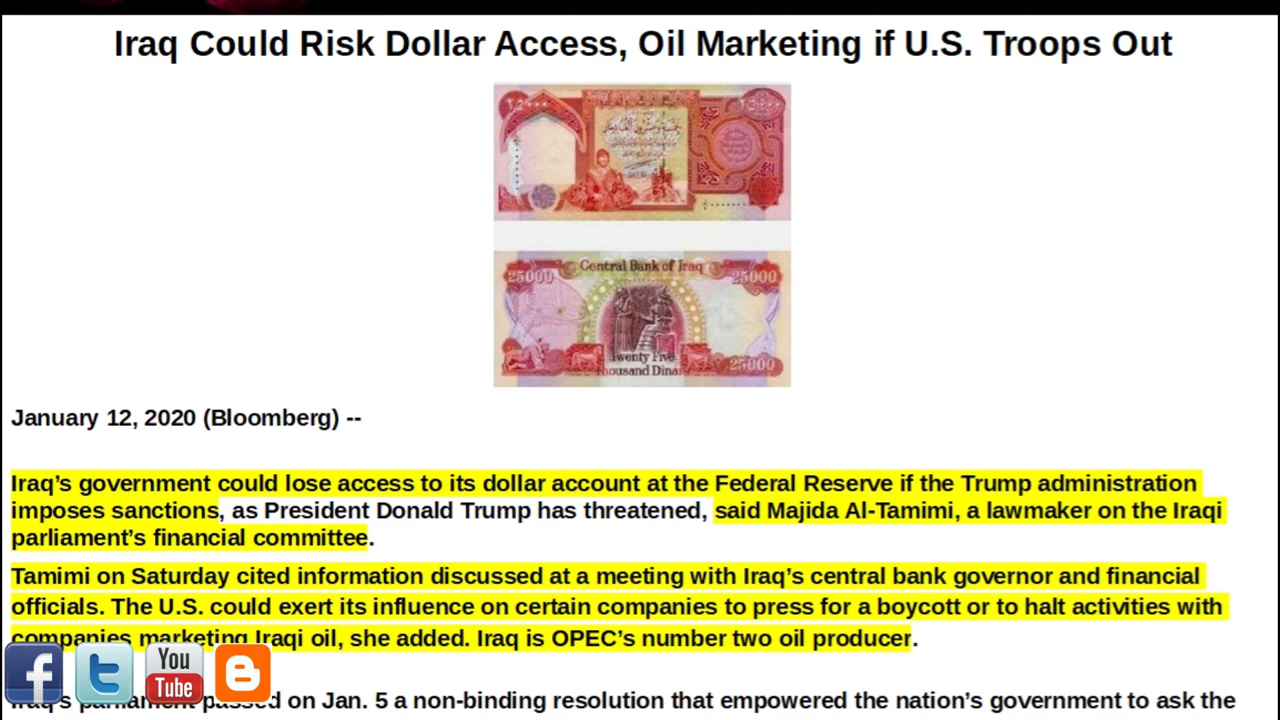 Iraq Could Risk Dollar Access, Oil Marketing if U.S. Troops Out
٢٥٠٠٠ ٢٥٠٠٠
Central Bank of Iraq
25000 25000
Twenty Five
Thousand Dinars
25000
January 12, 2020 (Bloomberg) --
Iraq’s government could lose access to its dollar account at the Federal Reserve if the Trump administration
imposes sanctions, as President Donald Trump has threatened, said Majida Al-Tamimi, a lawmaker on the Iraqi
parliament’s financial committee.
Tamimi on Saturday cited information discussed at a meeting with Iraq’s central bank governor and financial
officials. The U.S. could exert its influence on certain companies to press for a boycott or to halt activities with
companies marketing Iraqi oil, she added. Iraq is OPEC’s number two oil producer.
f t You
Tube
Iraq’s parliament passed on Jan. 5 a non-binding resolution that empowered the nation’s government to ask the